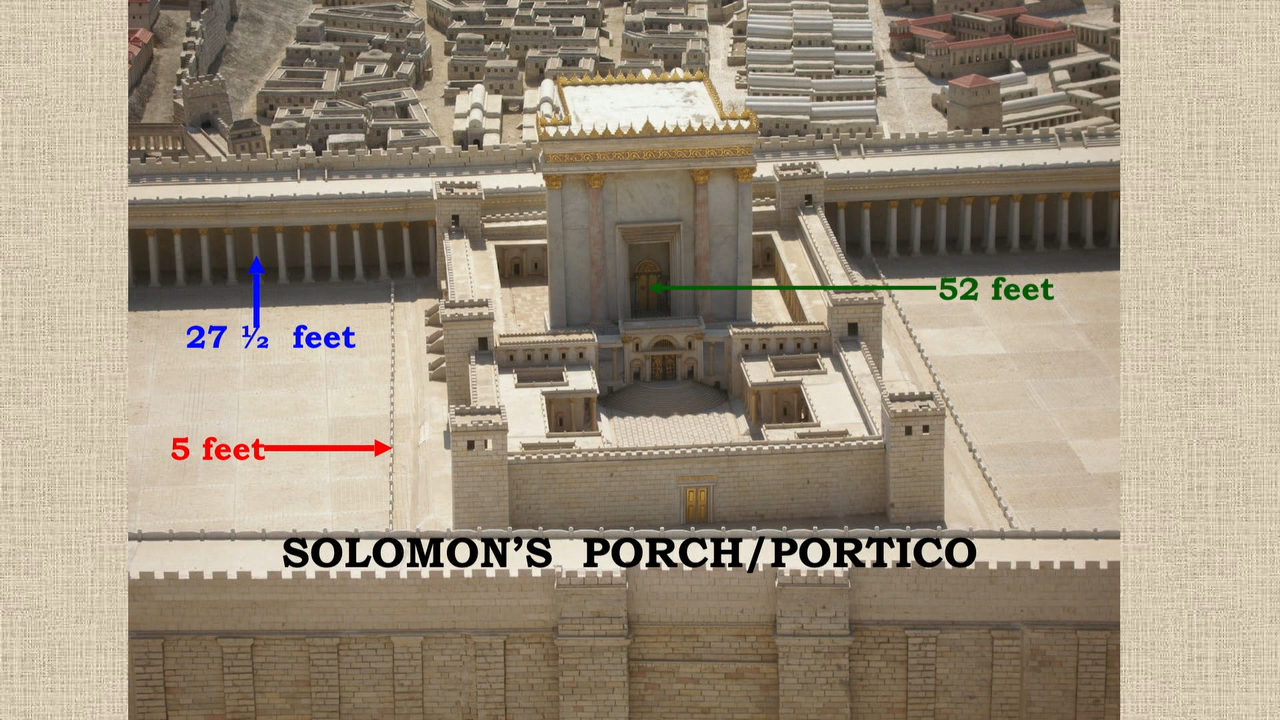 52 feet
27 ½ feet
5 feet
SOLOMON’S PORCH/PORTICO